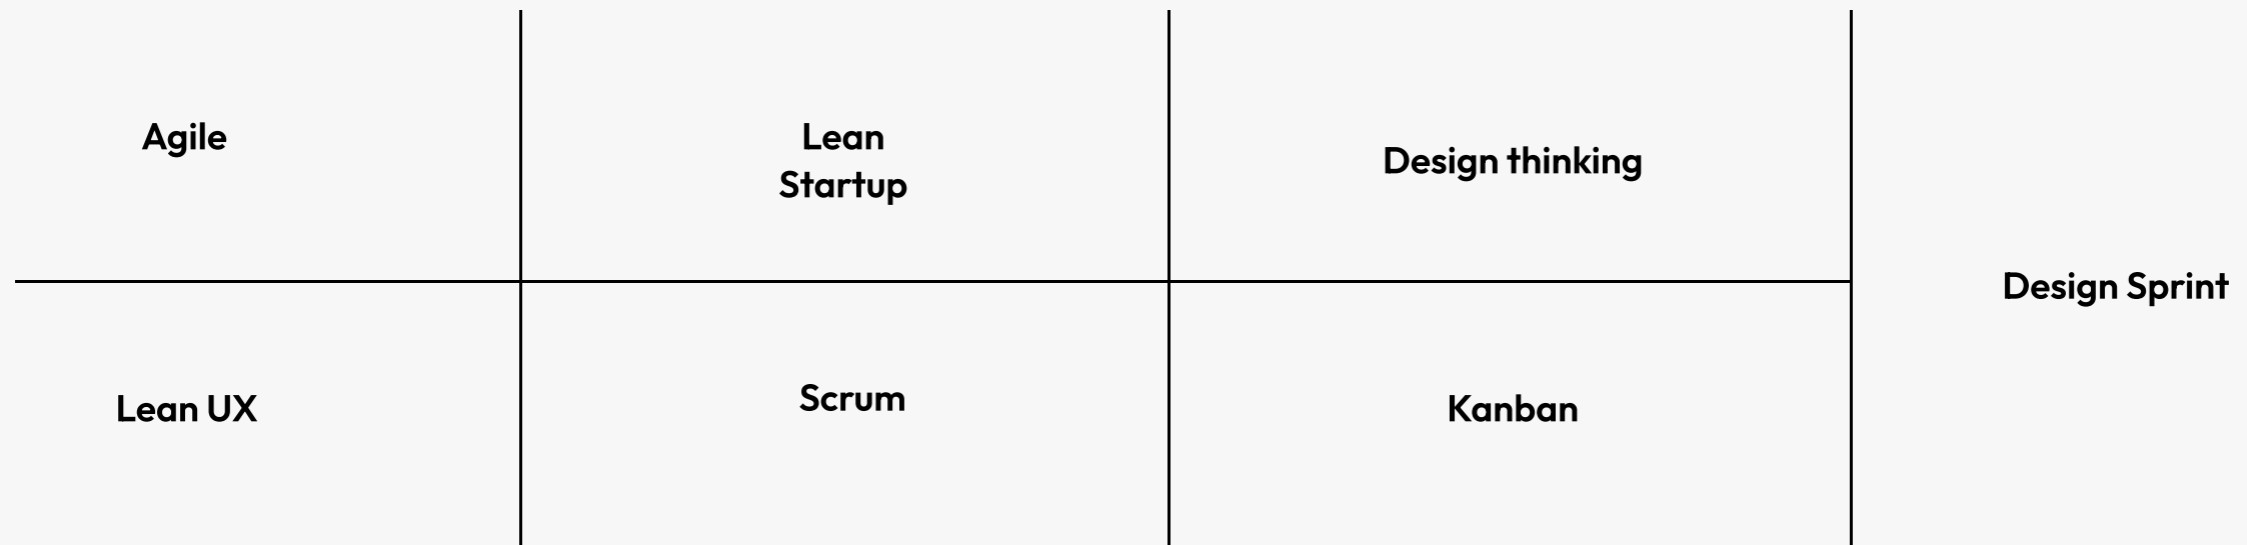 Agile
Lean
Startup
Design thinking
Design Sprint
Lean UX
Scrum
Kanban